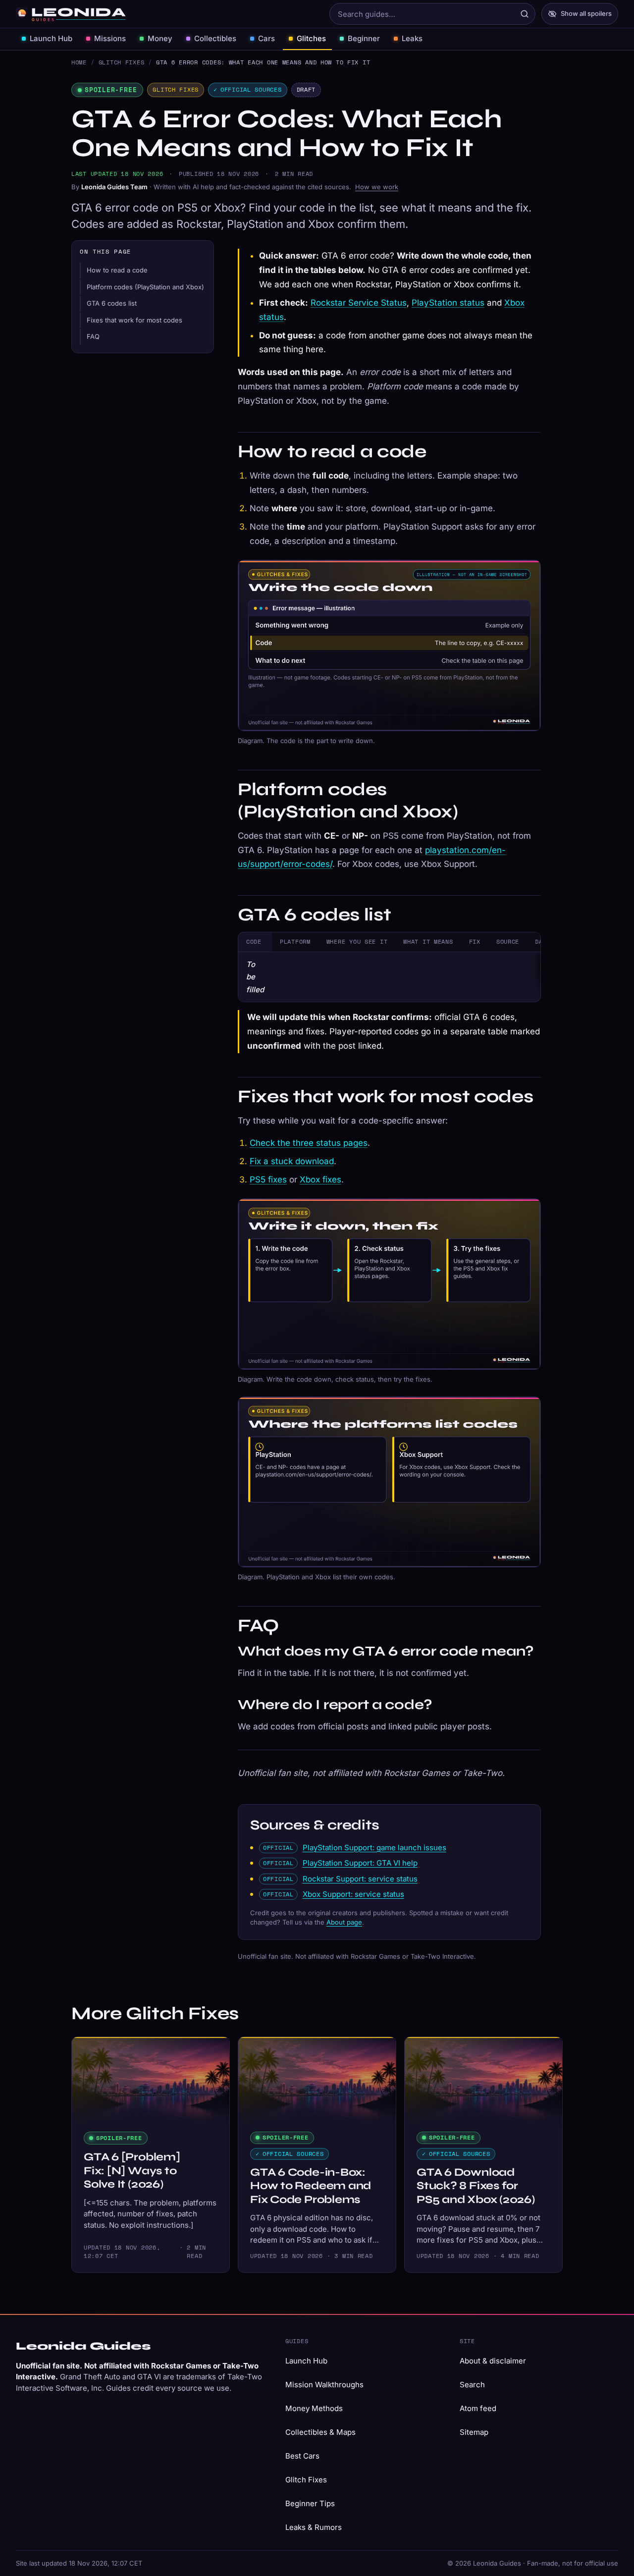 LEONIDA
GUIDES
Search guides…
Show all spoilers
Launch Hub
Missions
Money
Collectibles
Cars
Glitches
Beginner
Leaks
HOME / GLITCH FIXES / GTA 6 ERROR CODES: WHAT EACH ONE MEANS AND HOW TO FIX IT
SPOILER-FREE
GLITCH FIXES
✓ OFFICIAL SOURCES
DRAFT
GTA 6 Error Codes: What Each
One Means and How to Fix It
LAST UPDATED 18 NOV 2026 · PUBLISHED 18 NOV 2026 · 2 MIN READ
By Leonida Guides Team · Written with AI help and fact-checked against the cited sources. How we work
GTA 6 error code on PS5 or Xbox? Find your code in the list, see what it means and the fix.
Codes are added as Rockstar, PlayStation and Xbox confirm them.
ON THIS PAGE
How to read a code
Platform codes (PlayStation and Xbox)
GTA 6 codes list
Fixes that work for most codes
FAQ
Quick answer: GTA 6 error code? Write down the whole code, then
find it in the tables below. No GTA 6 error codes are confirmed yet.
We add each one when Rockstar, PlayStation or Xbox confirms it.
First check: Rockstar Service Status, PlayStation status and Xbox
status.
Do not guess: a code from another game does not always mean the
same thing here.
Words used on this page. An error code is a short mix of letters and
numbers that names a problem. Platform code means a code made by
PlayStation or Xbox, not by the game.
How to read a code
1. Write down the full code, including the letters. Example shape: two
letters, a dash, then numbers.
2. Note where you saw it: store, download, start-up or in-game.
3. Note the time and your platform. PlayStation Support asks for any error
code, a description and a timestamp.
GLITCHES & FIXES
ILLUSTRATION — NOT AN IN-GAME SCREENSHOT
Write the code down
Error message — illustration
Something went wrong
Example only
Code
The line to copy, e.g. CE-xxxxx
What to do next
Check the table on this page
Illustration — not game footage. Codes starting CE- or NP- on PS5 come from PlayStation, not from the
game.
Unofficial fan site — not affiliated with Rockstar Games
LEONIDA
Diagram. The code is the part to write down.
Platform codes
(PlayStation and Xbox)
Codes that start with CE- or NP- on PS5 come from PlayStation, not from
GTA 6. PlayStation has a page for each one at playstation.com/en-
us/support/error-codes/. For Xbox codes, use Xbox Support.
GTA 6 codes list
CODE
PLATFORM
WHERE YOU SEE IT
WHAT IT MEANS
FIX
SOURCE
To
be
filled
We will update this when Rockstar confirms: official GTA 6 codes,
meanings and fixes. Player-reported codes go in a separate table marked
unconfirmed with the post linked.
Fixes that work for most codes
Try these while you wait for a code-specific answer:
1. Check the three status pages.
2. Fix a stuck download.
3. PS5 fixes or Xbox fixes.
GLITCHES & FIXES
Write it down, then fix
1. Write the code
Copy the code line from
the error box.
2. Check status
Open the Rockstar,
PlayStation and Xbox
status pages.
3. Try the fixes
Use the general steps, or
the PS5 and Xbox fix
guides.
Unofficial fan site — not affiliated with Rockstar Games
LEONIDA
Diagram. Write the code down, check status, then try the fixes.
GLITCHES & FIXES
Where the platforms list codes
PlayStation
CE- and NP- codes have a page at
playstation.com/en-us/support/error-codes/.
Xbox Support
For Xbox codes, use Xbox Support. Check the
wording on your console.
Unofficial fan site — not affiliated with Rockstar Games
LEONIDA
Diagram. PlayStation and Xbox list their own codes.
FAQ
What does my GTA 6 error code mean?
Find it in the table. If it is not there, it is not confirmed yet.
Where do I report a code?
We add codes from official posts and linked public player posts.
Unofficial fan site, not affiliated with Rockstar Games or Take-Two.
Sources & credits
OFFICIAL PlayStation Support: game launch issues
OFFICIAL PlayStation Support: GTA VI help
OFFICIAL Rockstar Support: service status
OFFICIAL Xbox Support: service status
Credit goes to the original creators and publishers. Spotted a mistake or want credit
changed? Tell us via the About page.
Unofficial fan site. Not affiliated with Rockstar Games or Take-Two Interactive.
More Glitch Fixes
SPOILER-FREE
GTA 6 [Problem]
Fix: [N] Ways to
Solve It (2026)
[<=155 chars. The problem, platforms
affected, number of fixes, patch
status. No exploit instructions.]
UPDATED 18 NOV 2026,
12:07 CET
· 2 MIN
READ
SPOILER-FREE
✓ OFFICIAL SOURCES
GTA 6 Code-in-Box:
How to Redeem and
Fix Code Problems
GTA 6 physical edition has no disc,
only a download code. How to
redeem it on PS5 and who to ask if…
UPDATED 18 NOV 2026 · 3 MIN READ
SPOILER-FREE
✓ OFFICIAL SOURCES
GTA 6 Download
Stuck? 8 Fixes for
PS5 and Xbox (2026)
GTA 6 download stuck at 0% or not
moving? Pause and resume, then 7
more fixes for PS5 and Xbox, plus…
UPDATED 18 NOV 2026 · 4 MIN READ
Leonida Guides
Unofficial fan site. Not affiliated with Rockstar Games or Take-Two
Interactive. Grand Theft Auto and GTA VI are trademarks of Take-Two
Interactive Software, Inc. Guides credit every source we use.
GUIDES
Launch Hub
Mission Walkthroughs
Money Methods
Collectibles & Maps
Best Cars
Glitch Fixes
Beginner Tips
Leaks & Rumors
SITE
About & disclaimer
Search
Atom feed
Sitemap
Site last updated 18 Nov 2026, 12:07 CET
© 2026 Leonida Guides · Fan-made, not for official use